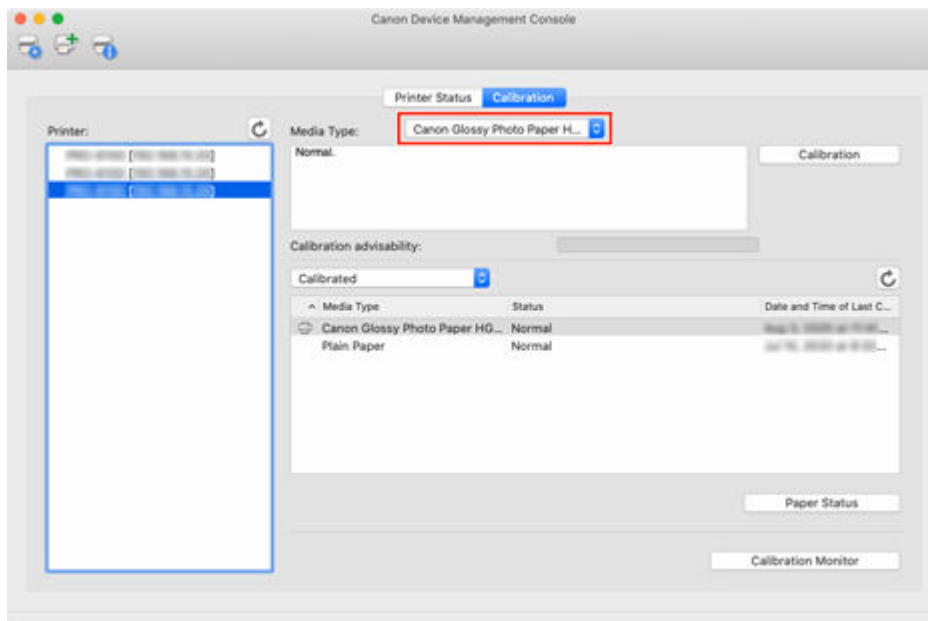 Canon Device Management Console
Printer Status Calibration
Printer:
Media Type: Canon Glossy Photo Paper H...
Normal.
Calibration
Calibration advisability:
Calibrated
Media Type Status Date and Time of Last C...
Canon Glossy Photo Paper HG... Normal
Plain Paper Normal
Paper Status
Calibration Monitor